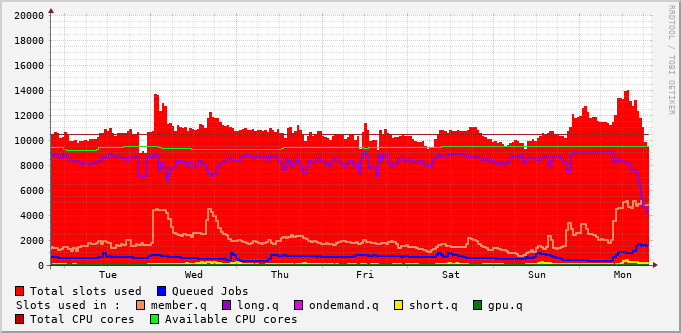 20000
18000
16000
14000
12000
10000
8000
6000
4000
2000
0
Tue Wed Thu Fri Sat Sun Mon
Total slots used Queued Jobs
Slots used in : member.q long.q ondemand.q short.q gpu.q
Total CPU cores Available CPU cores
RRDTOOL / TOBI OETIKER